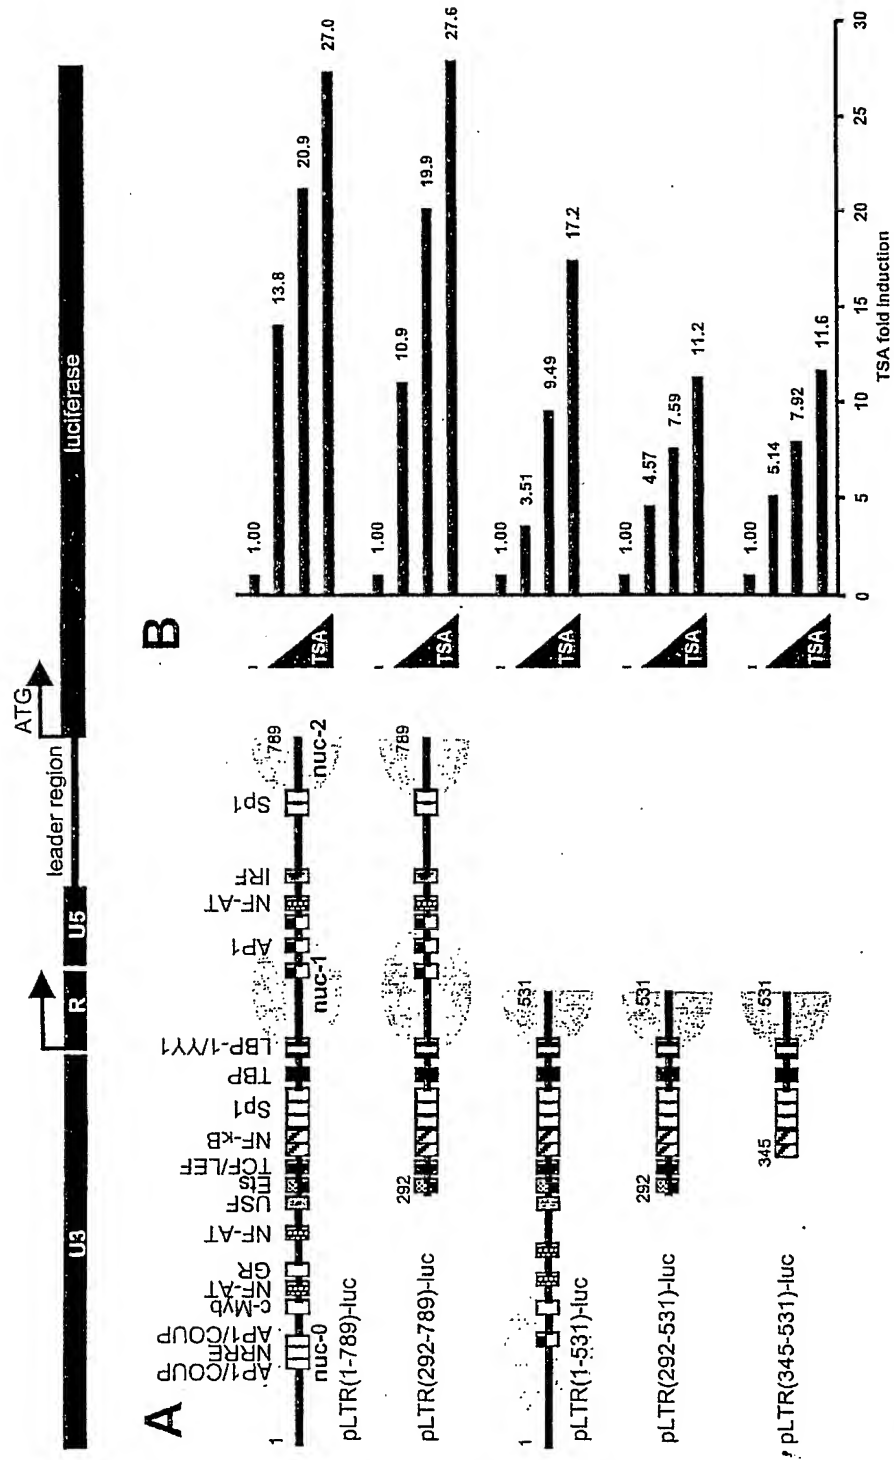 U3
R
U5
leader region
ATG
luciferase
A
AP1/COUP
NRRE
AP1/COUP
c-Myb
NF-AT
GR
NF-AT
USF
Ets
TCF/LEF
NF-κB
Sp1
TBP
LBP-1/YY1
AP1
NF-AT
IRF
Sp1
1
789
nuc-0
nuc-1
nuc-2
pLTR(1-789)-luc
292
789
pLTR(292-789)-luc
1
531
pLTR(1-531)-luc
292
531
pLTR(292-531)-luc
345
531
pLTR(345-531)-luc
B
TSA
1.00
13.8
20.9
27.0
TSA
1.00
10.9
19.9
27.6
TSA
1.00
3.51
9.49
17.2
TSA
1.00
4.57
7.59
11.2
TSA
1.00
5.14
7.92
11.6
0
5
10
15
20
25
30
TSA fold induction